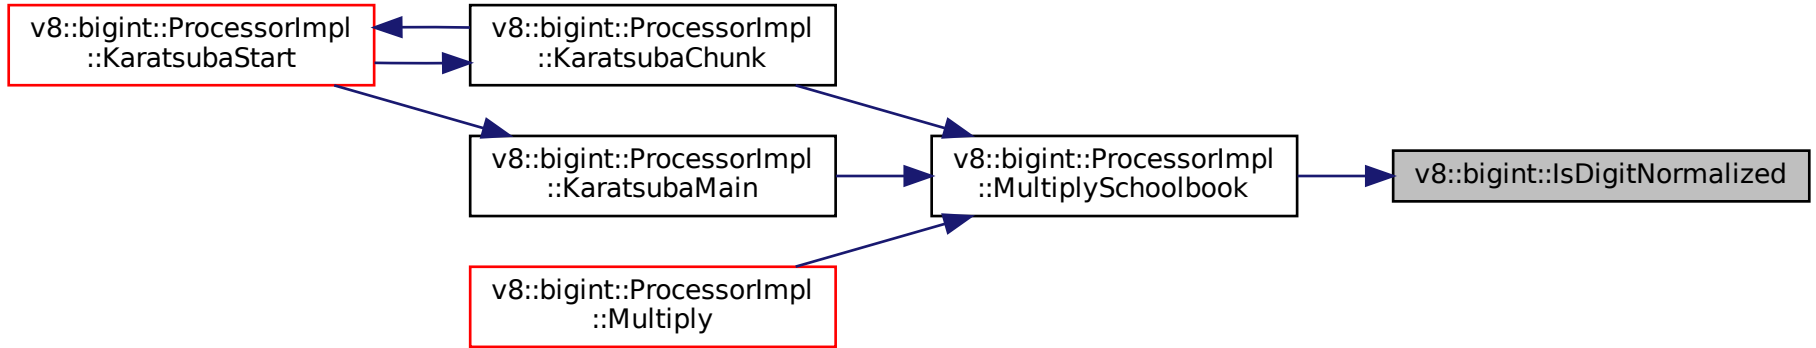 v8::bigint::ProcessorImpl
::KaratsubaStart
v8::bigint::ProcessorImpl
::KaratsubaChunk
v8::bigint::ProcessorImpl
::KaratsubaMain
v8::bigint::ProcessorImpl
::MultiplySchoolbook
v8::bigint::IsDigitNormalized
v8::bigint::ProcessorImpl
::Multiply